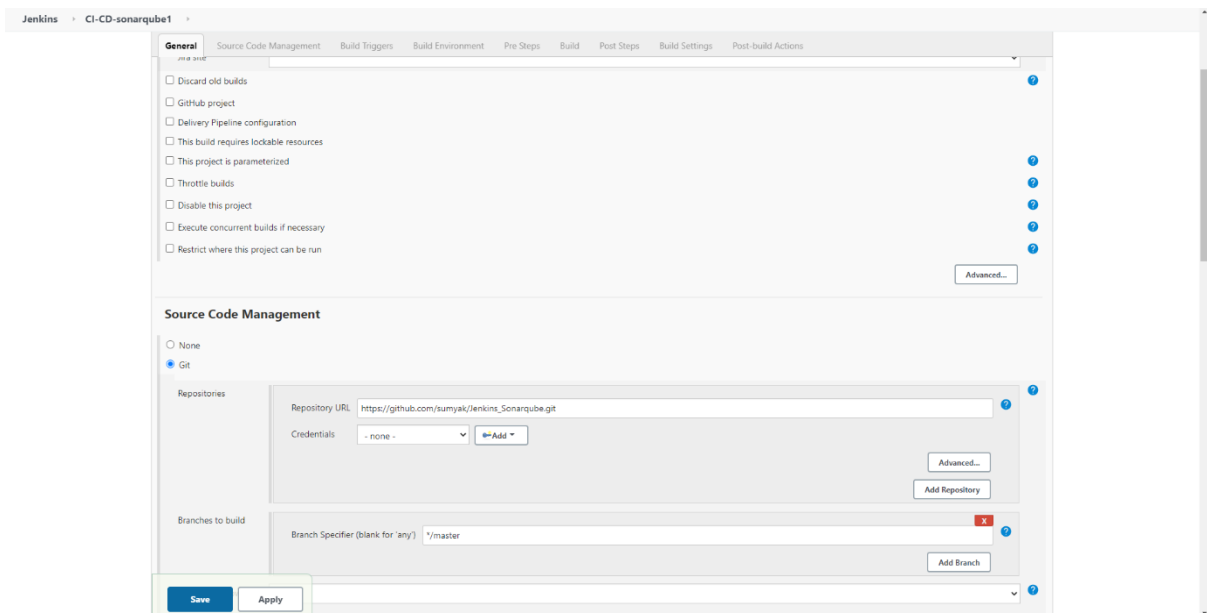 Jenkins CI-CD-sonarqube1
General Source Code Management Build Triggers Build Environment Pre Steps Build Post Steps Build Settings Post-build Actions
Jira site
Discard old builds
GitHub project
Delivery Pipeline configuration
This build requires lockable resources
This project is parameterized
Throttle builds
Disable this project
Execute concurrent builds if necessary
Restrict where this project can be run
Advanced...
Source Code Management
None
Git
Repositories
Repository URL https://github.com/sumyak/Jenkins_Sonarqube.git
Credentials - none - Add
Advanced...
Add Repository
Branches to build
X
Branch Specifier (blank for 'any') */master
Add Branch
Save Apply